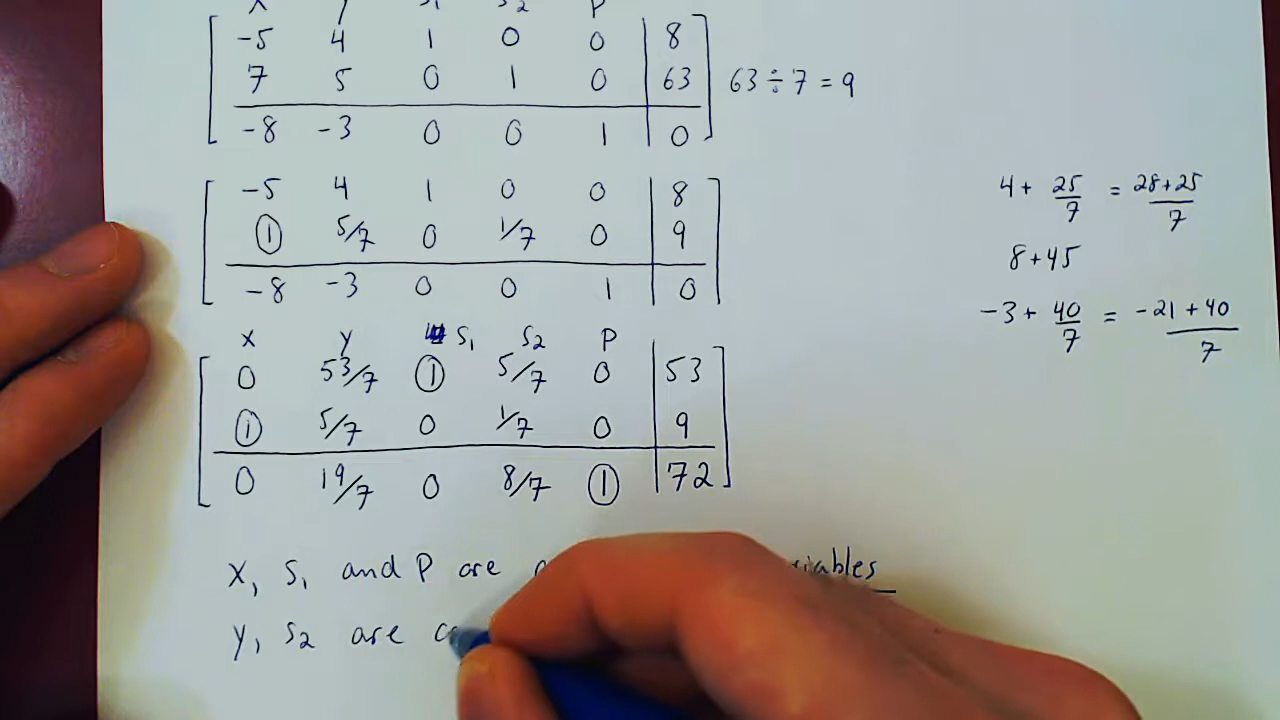 x y S₁ S₂ P
-5 4 1 0 0 8
7 5 0 1 0 63 63 ÷ 7 = 9
-8 -3 0 0 1 0
-5 4 1 0 0 8
1 5/7 0 1/7 0 9
-8 -3 0 0 1 0
4 + 25/7 = 28+25/7
8 + 45
-3 + 40/7 = -21 + 40/7
x y S₁ S₂ P
0 53/7 1 5/7 0 53
1 5/7 0 1/7 0 9
0 19/7 0 8/7 1 72
x, S₁ and P are
y, S₂ are